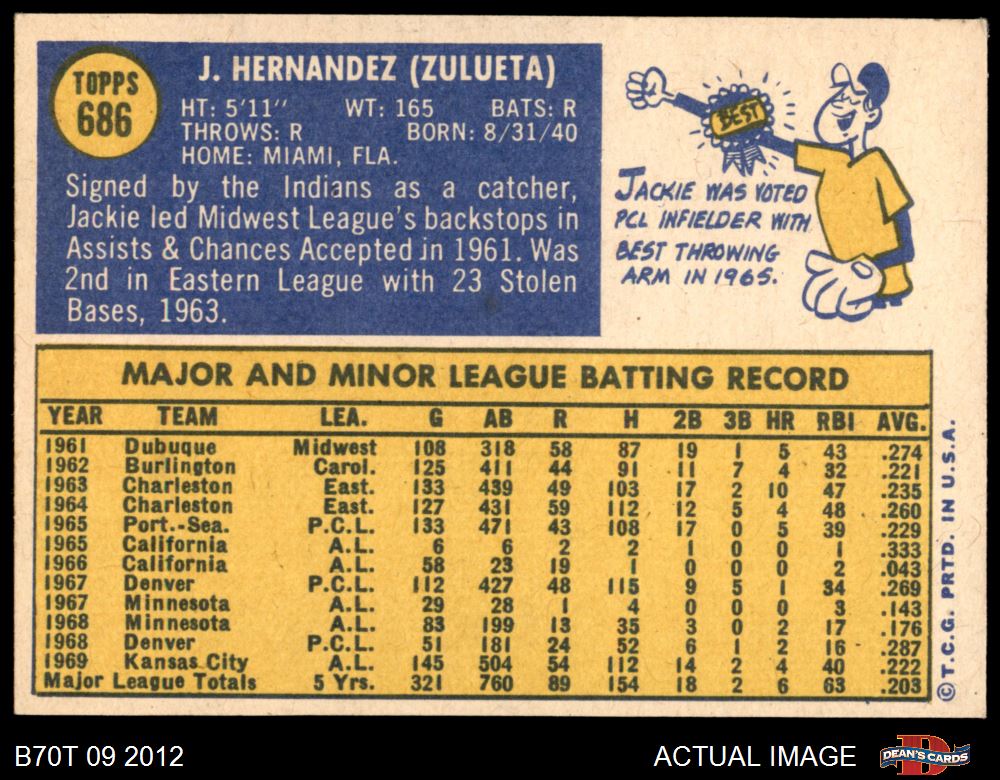 TOPPS
686
J. HERNANDEZ (ZULUETA)
HT: 5'11" WT: 165 BATS: R
THROWS: R BORN: 8/31/40
HOME: MIAMI, FLA.
Signed by the Indians as a catcher,
Jackie led Midwest League's backstops in
Assists & Chances Accepted in 1961. Was
2nd in Eastern League with 23 Stolen
Bases, 1963.
BEST
JACKIE WAS VOTED
PCL INFIELDER WITH
BEST THROWING
ARM IN 1965.
MAJOR AND MINOR LEAGUE BATTING RECORD
YEAR TEAM LEA. G AB R H 2B 3B HR RBI AVG.
1961 Dubuque Midwest 108 318 58 87 19 1 5 43 .274
1962 Burlington Carol. 125 411 44 91 11 7 4 32 .221
1963 Charleston East. 133 439 49 103 17 2 10 47 .235
1964 Charleston East. 127 431 59 112 12 5 4 48 .260
1965 Port.-Sea. P.C.L. 133 471 43 108 17 0 5 39 .229
1965 California A.L. 6 6 2 2 1 0 0 1 .333
1966 California A.L. 58 23 19 1 0 0 0 2 .043
1967 Denver P.C.L. 112 427 48 115 9 5 1 34 .269
1967 Minnesota A.L. 29 28 1 4 0 0 0 3 .143
1968 Minnesota A.L. 83 199 13 35 3 0 2 17 .176
1968 Denver P.C.L. 51 181 24 52 6 1 2 16 .287
1969 Kansas City A.L. 145 504 54 112 14 2 4 40 .222
Major League Totals 5 Yrs. 321 760 89 154 18 2 6 63 .203
©T.C.G. PRTD. IN U.S.A.
B70T 09 2012
ACTUAL IMAGE
DEAN'S CARDS